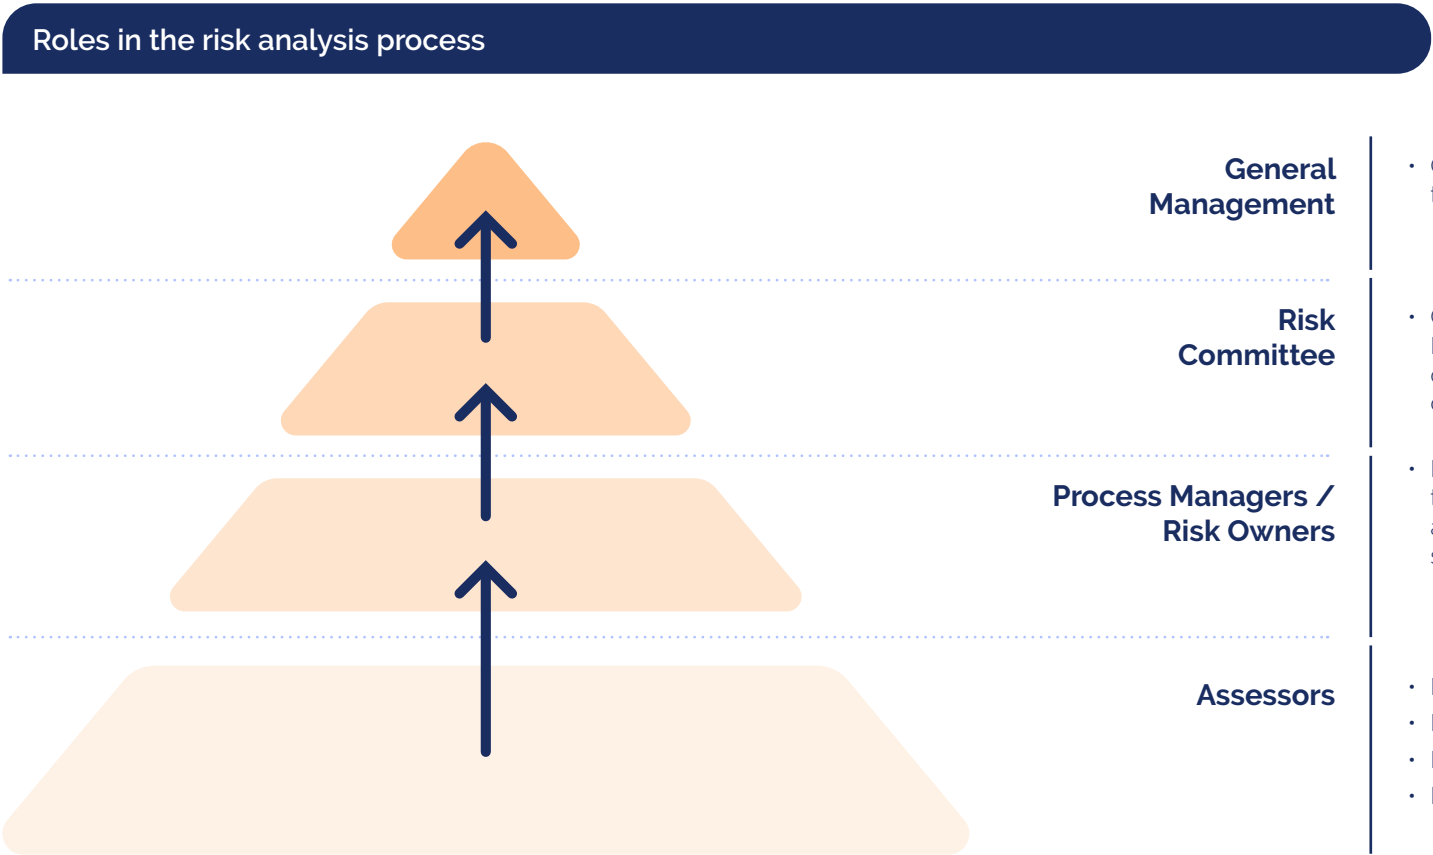 Roles in the risk analysis process
General
Management
Risk
Committee
Process Managers /
Risk Owners
Assessors